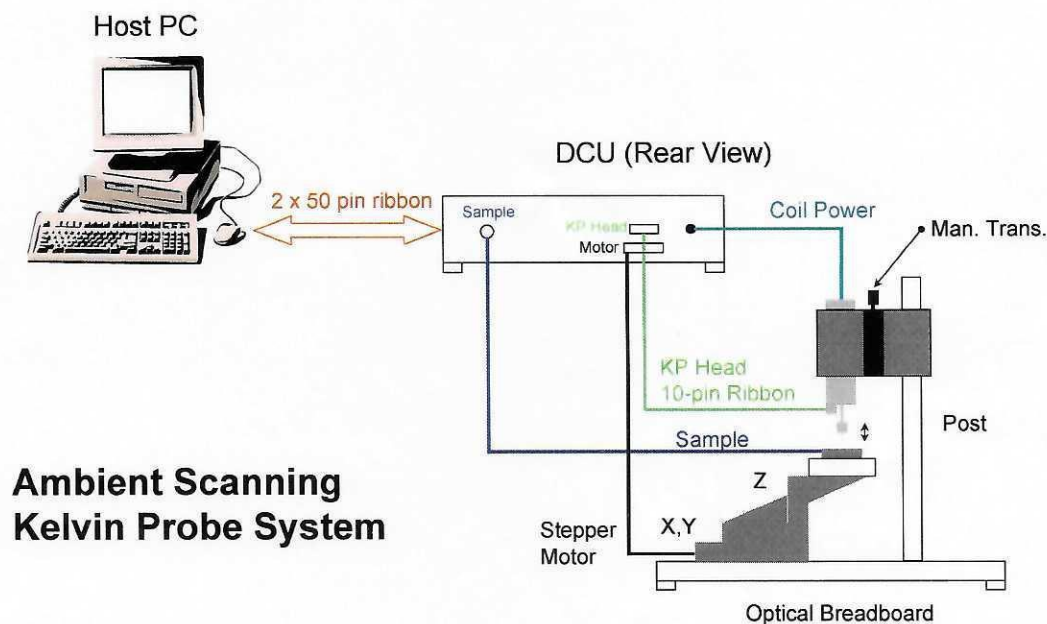 Host PC
DCU (Rear View)
2 x 50 pin ribbon
Sample
KP Head
Motor
Coil Power
Man. Trans.
KP Head
10-pin Ribbon
Post
Sample
Z
X,Y
Ambient Scanning
Kelvin Probe System
Stepper
Motor
Optical Breadboard